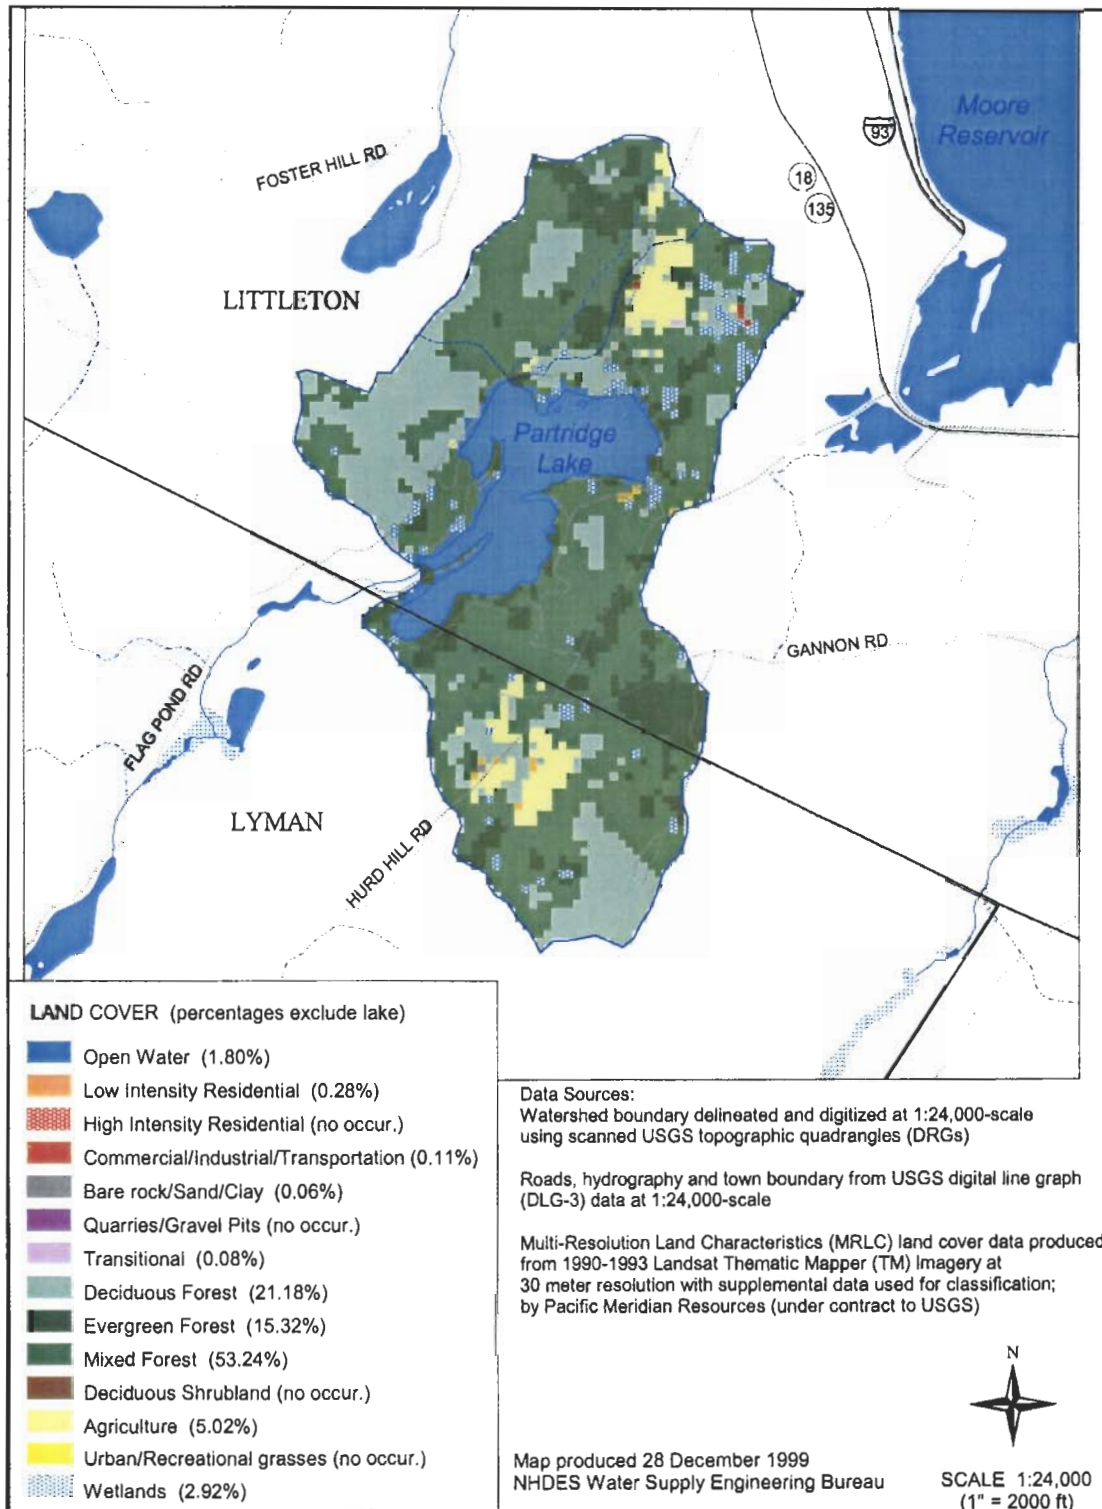 Moore
Reservoir
93
FOSTER HILL RD
18
135
LITTLETON
Partridge
Lake
GANNON RD
FLAG POND RD
LYMAN
HURD HILL RD
LAND COVER (percentages exclude lake)
Open Water (1.80%)
Low Intensity Residential (0.28%)
High Intensity Residential (no occur.)
Commercial/Industrial/Transportation (0.11%)
Bare rock/Sand/Clay (0.06%)
Quarries/Gravel Pits (no occur.)
Transitional (0.08%)
Deciduous Forest (21.18%)
Evergreen Forest (15.32%)
Mixed Forest (53.24%)
Deciduous Shrubland (no occur.)
Agriculture (5.02%)
Urban/Recreational grasses (no occur.)
Wetlands (2.92%)
Data Sources:
Watershed boundary delineated and digitized at 1:24,000-scale
using scanned USGS topographic quadrangles (DRGs)
Roads, hydrography and town boundary from USGS digital line graph
(DLG-3) data at 1:24,000-scale
Multi-Resolution Land Characteristics (MRLC) land cover data produced
from 1990-1993 Landsat Thematic Mapper (TM) Imagery at
30 meter resolution with supplemental data used for classification;
by Pacific Meridian Resources (under contract to USGS)
N
Map produced 28 December 1999
NHDES Water Supply Engineering Bureau
SCALE 1:24,000
(1" = 2000 ft)